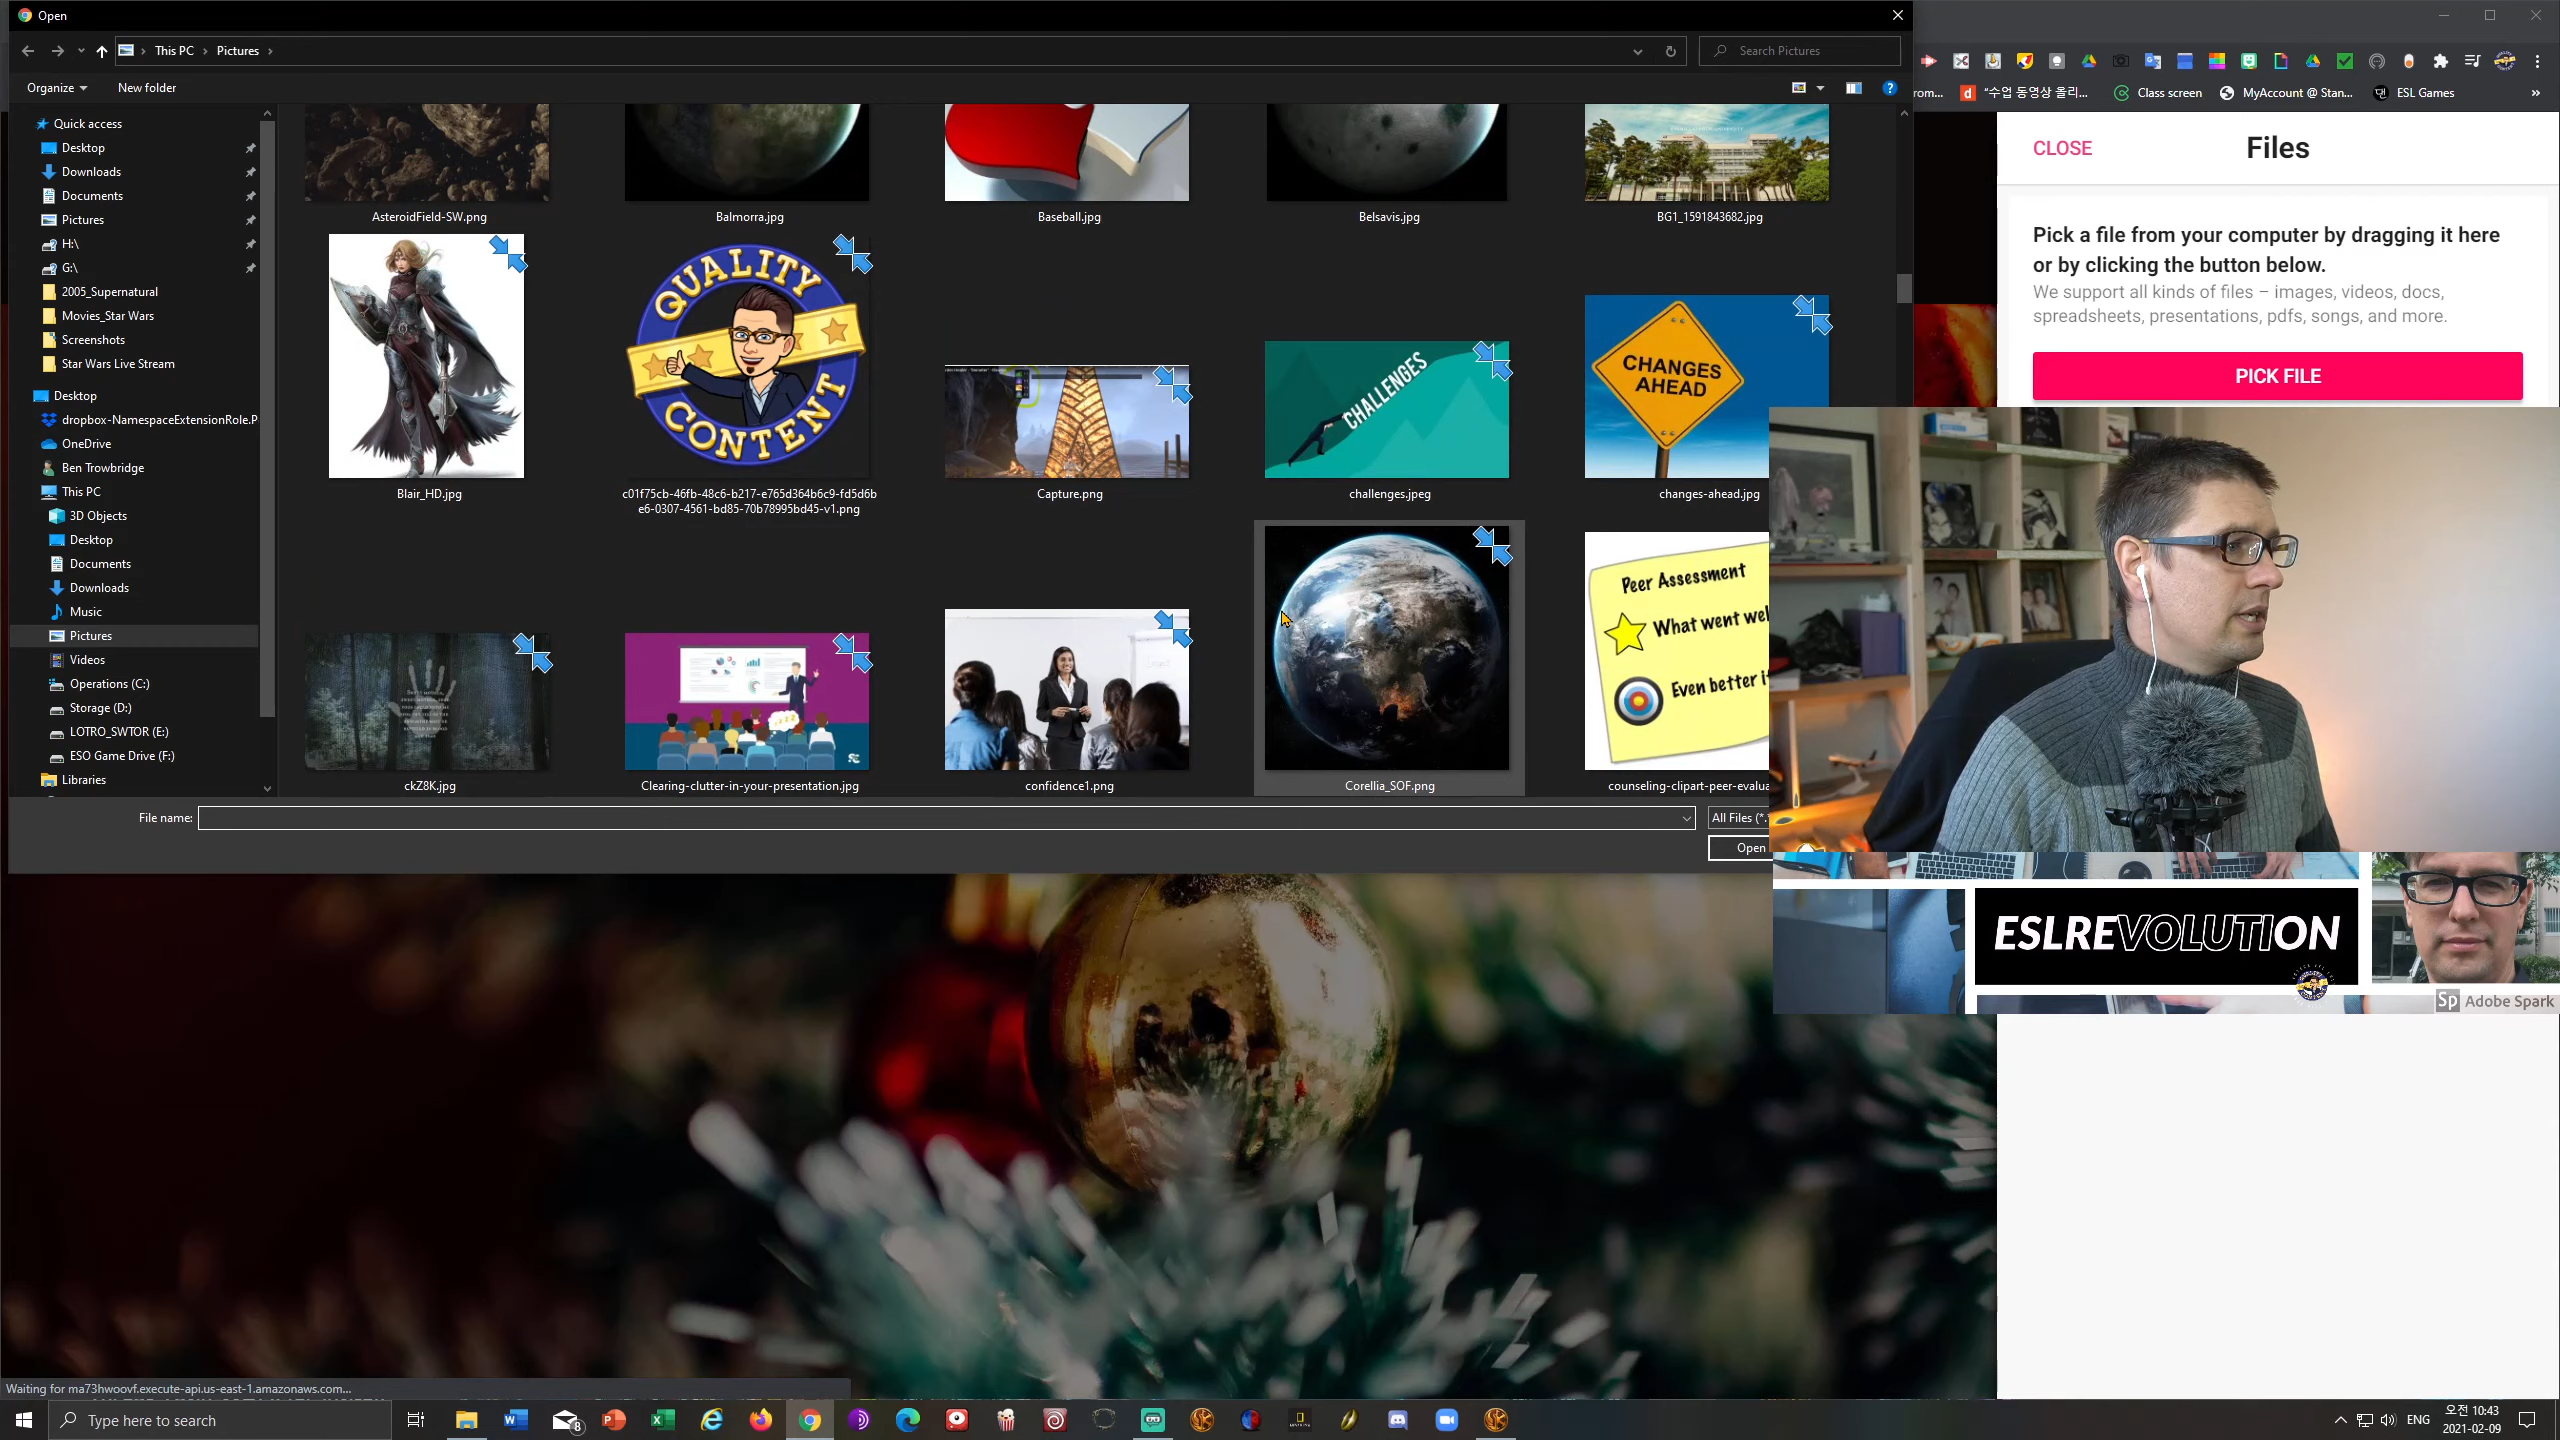 Open
This PC
Pictures
Search Pictures
Organize
New folder
Quick access
Desktop
Downloads
Documents
Pictures
H:\
G:\
2005_Supernatural
Movies_Star Wars
Screenshots
Star Wars Live Stream
Desktop
dropbox-NamespaceExtensionRole.P
OneDrive
Ben Trowbridge
This PC
3D Objects
Desktop
Documents
Downloads
Music
Pictures
Videos
Operations (C:)
Storage (D:)
LOTRO_SWTOR (E:)
ESO Game Drive (F:)
Libraries
AsteroidField-SW.png
Balmorra.jpg
Baseball.jpg
Belsavis.jpg
BG1_1591843682.jpg
QUALITY
CONTENT
CHALLENGES
CHANGES
AHEAD
Blair_HD.jpg
c01f75cb-46fb-48c6-b217-e765d364b6c9-fd5d6b
e6-0307-4561-bd85-70b78995bd45-v1.png
Capture.png
challenges.jpeg
changes-ahead.jpg
Peer Assessment
What went wel
Even better i
ckZ8K.jpg
Clearing-clutter-in-your-presentation.jpg
confidence1.png
Corellia_SOF.png
counseling-clipart-peer-evalua
File name:
All Files (*.
Open
rom...
"수업 동영상 올리...
Class screen
MyAccount @ Stan...
ESL Games
»
CLOSE
Files
Pick a file from your computer by dragging it here
or by clicking the button below.
We support all kinds of files – images, videos, docs,
spreadsheets, presentations, pdfs, songs, and more.
PICK FILE
ESLREVOLUTION
Sp Adobe Spark
Waiting for ma73hwoovf.execute-api.us-east-1.amazonaws.com...
Type here to search
8
ENG
오전 10:43
2021-02-09